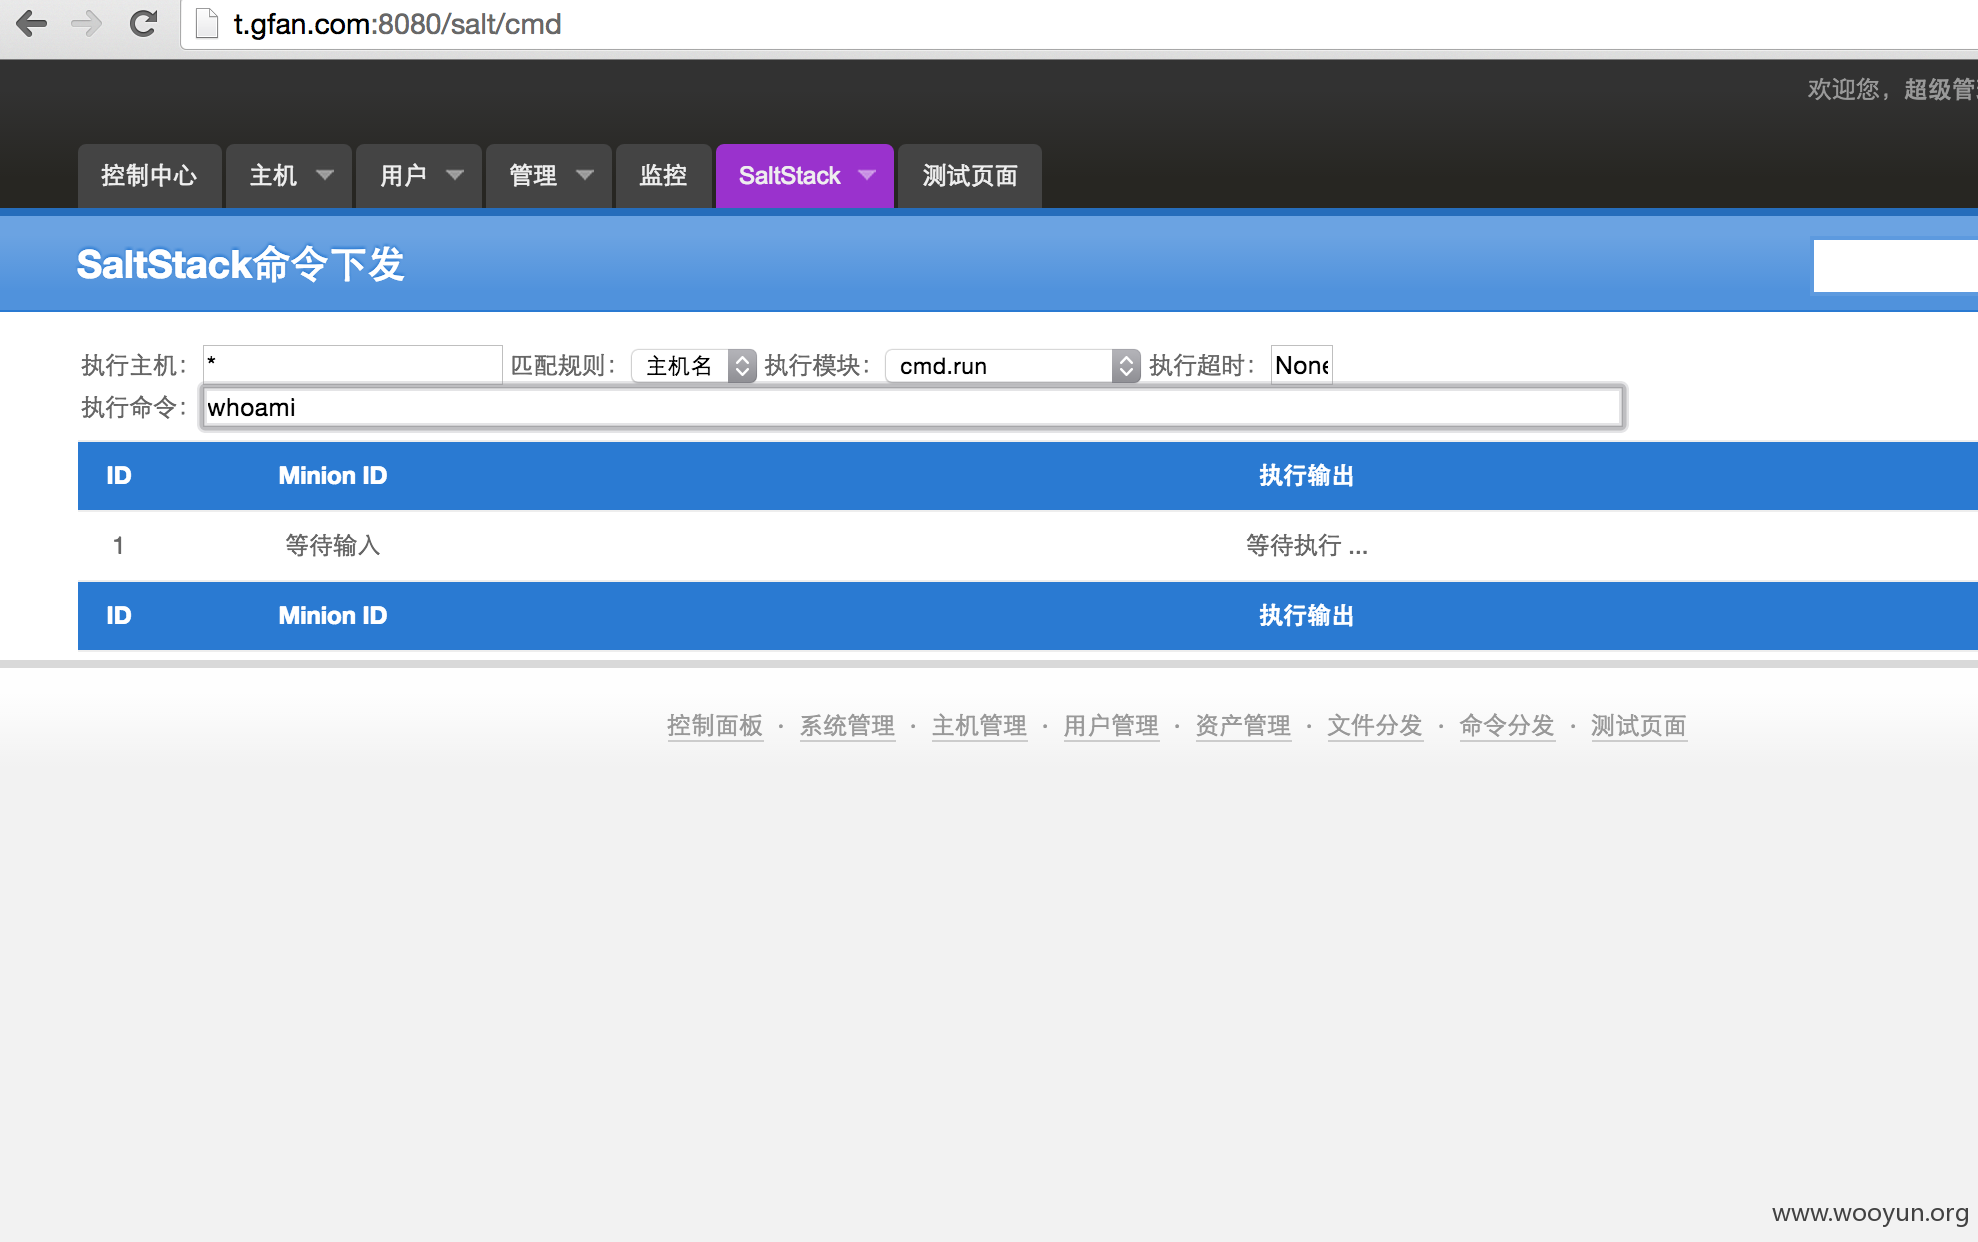 t.gfan.com:8080/salt/cmd
欢迎您，超级管
控制中心 主机 用户 管理 监控 SaltStack 测试页面
SaltStack命令下发
执行主机： * 匹配规则： 主机名 执行模块： cmd.run 执行超时： None
执行命令： whoami
ID Minion ID 执行输出
1 等待输入 等待执行 ...
ID Minion ID 执行输出
控制面板 · 系统管理 · 主机管理 · 用户管理 · 资产管理 · 文件分发 · 命令分发 · 测试页面
www.wooyun.org